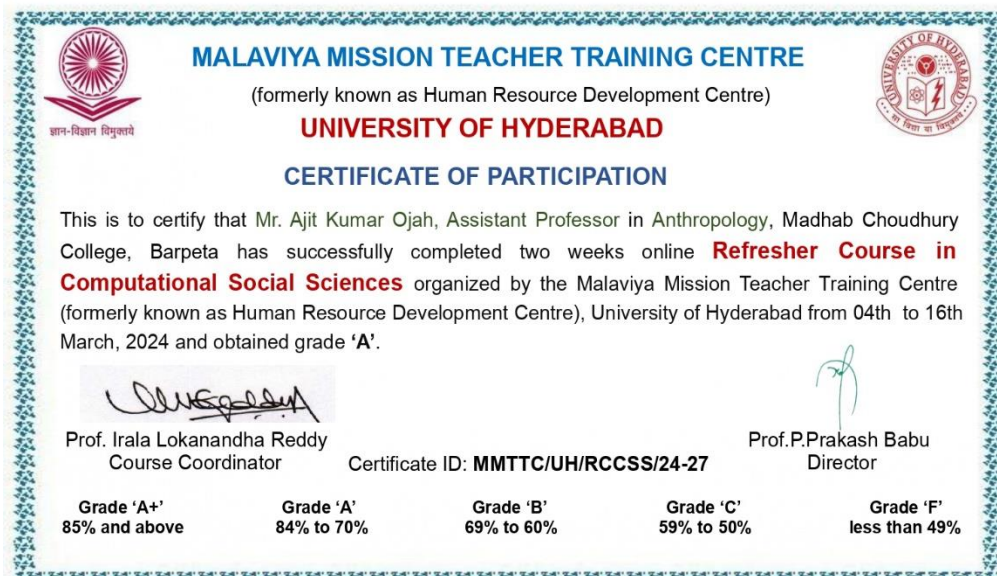 MALAVIYA MISSION TEACHER TRAINING CENTRE
(formerly known as Human Resource Development Centre)
UNIVERSITY OF HYDERABAD
ज्ञान-विज्ञान विमुक्तये
UNIVERSITY OF HYDERABAD
सा विद्या या विमुक्तये
CERTIFICATE OF PARTICIPATION
This is to certify that Mr. Ajit Kumar Ojah, Assistant Professor in Anthropology, Madhab Choudhury
College, Barpeta has successfully completed two weeks online Refresher Course in
Computational Social Sciences organized by the Malaviya Mission Teacher Training Centre
(formerly known as Human Resource Development Centre), University of Hyderabad from 04th to 16th
March, 2024 and obtained grade ‘A’.
Prof. Irala Lokanandha Reddy
Course Coordinator
Prof.P.Prakash Babu
Director
Certificate ID: MMTTC/UH/RCCSS/24-27
Grade ‘A+’ Grade ‘A’ Grade ‘B’ Grade ‘C’ Grade ‘F’
85% and above 84% to 70% 69% to 60% 59% to 50% less than 49%